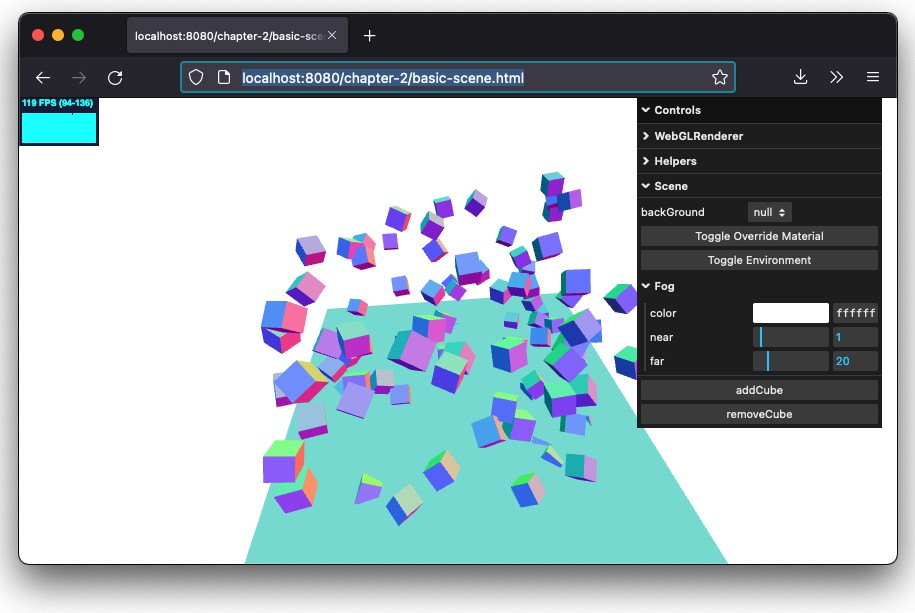 localhost:8080/chapter-2/basic-sce
localhost:8080/chapter-2/basic-scene.html
119 FPS (94-136)
Controls
WebGLRenderer
Helpers
Scene
backGround null
Toggle Override Material
Toggle Environment
Fog
color ffffff
near 1
far 20
addCube
removeCube